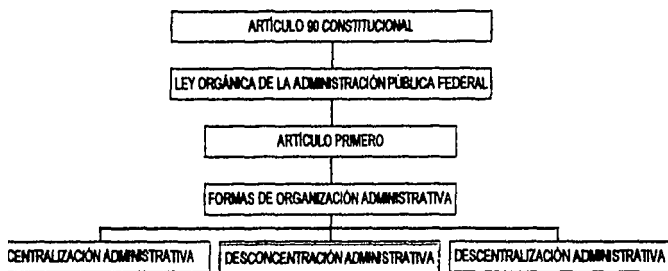 ARTÍCULO 90 CONSTITUCIONAL
LEY ORGÁNICA DE LA ADMINISTRACIÓN PÚBLICA FEDERAL
ARTÍCULO PRIMERO
FORMAS DE ORGANIZACIÓN ADMINISTRATIVA
CENTRALIZACIÓN ADMINISTRATIVA DESCONCENTRACIÓN ADMINISTRATIVA DESCENTRALIZACIÓN ADMINISTRATIVA